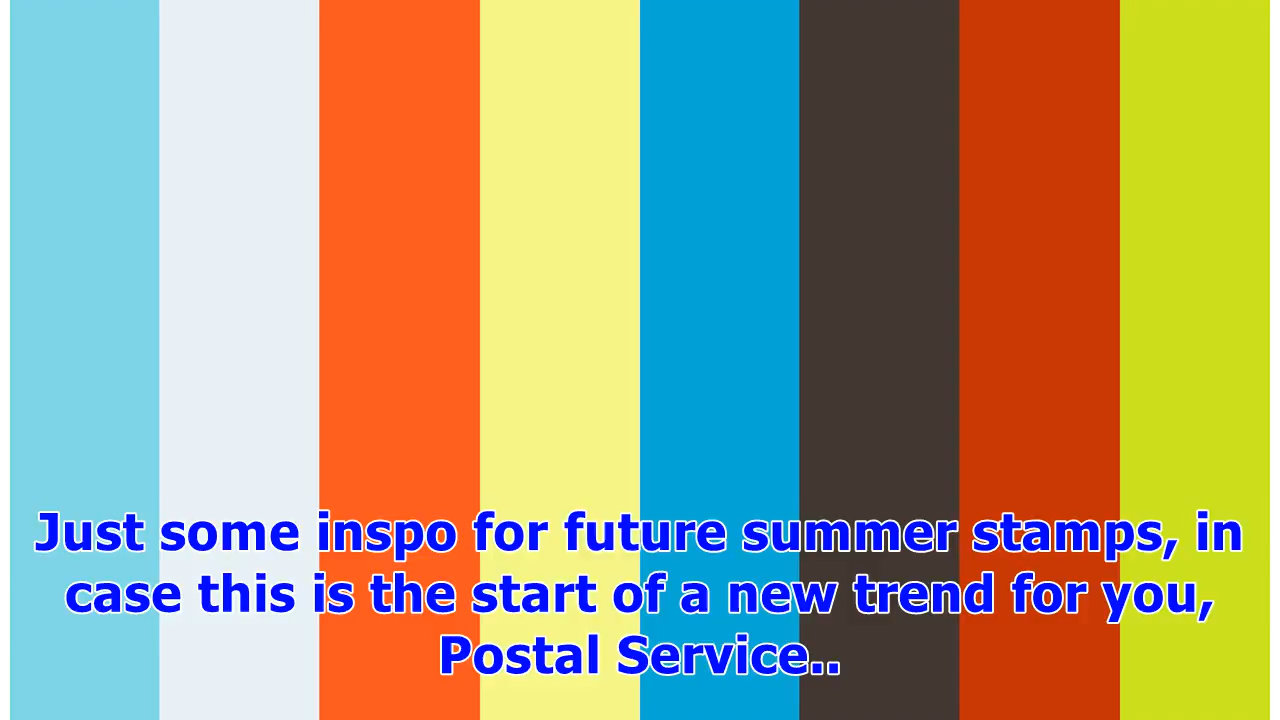 Just some inspo for future summer stamps, in
case this is the start of a new trend for you,
Postal Service..